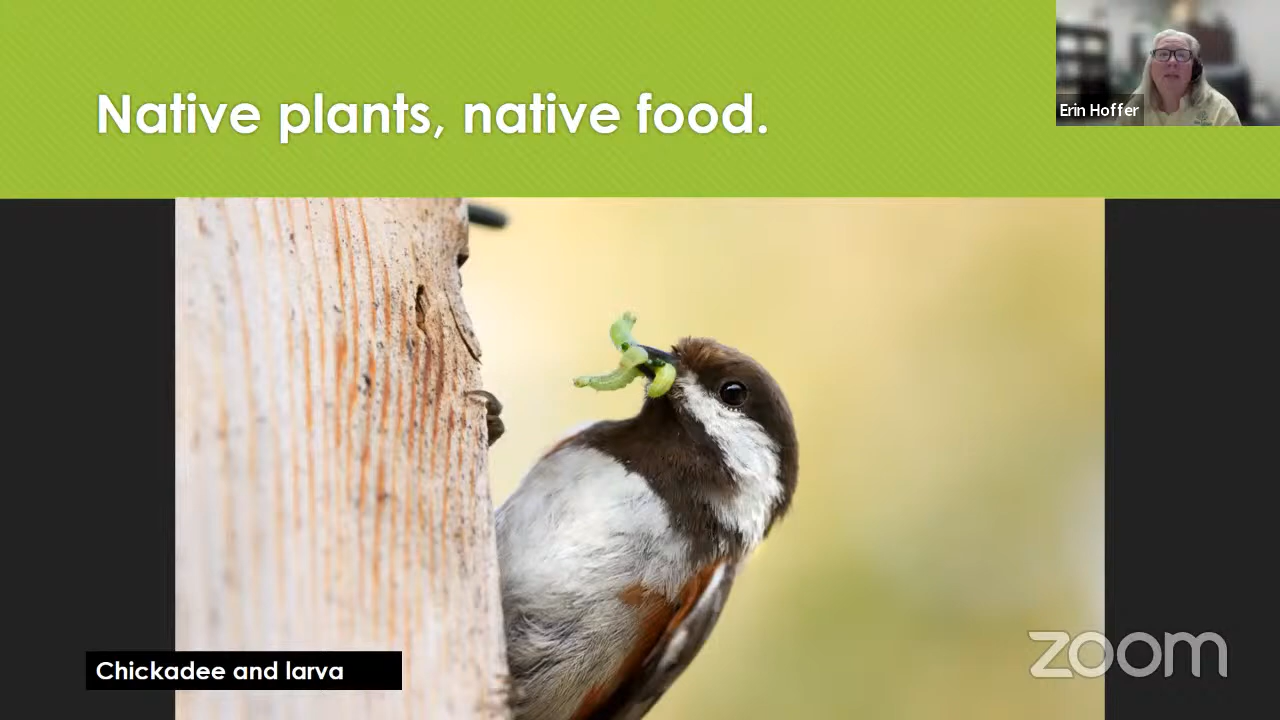 Native plants, native food.
Erin Hoffer
Chickadee and larva
zoom